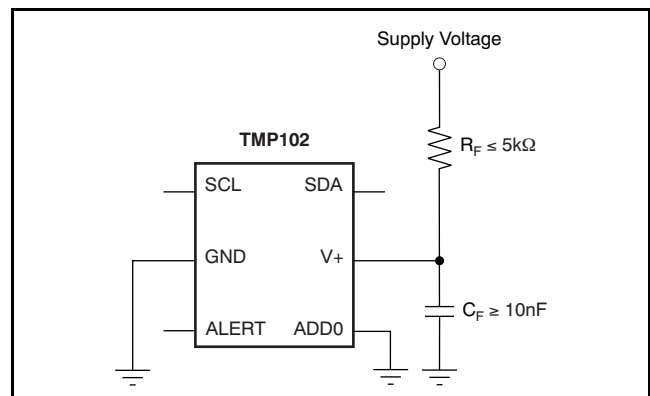 Supply Voltage
TMP102
R_F ≤ 5kΩ
SCL SDA
GND V+
C_F ≥ 10nF
ALERT ADD0